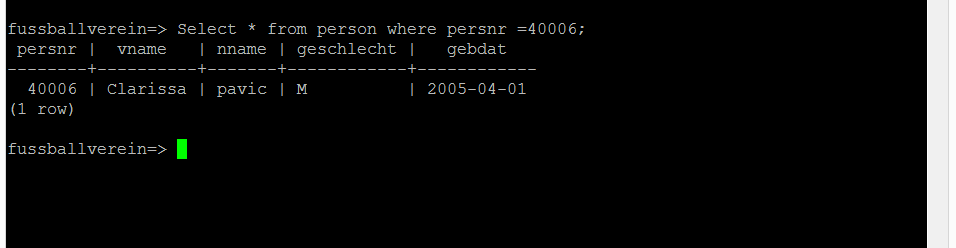 fussballverein=> Select * from person where persnr =40006;
 persnr |  vname   | nname | geschlecht |   gebdat
--------+----------+-------+------------+------------
  40006 | Clarissa | pavic | M          | 2005-04-01
(1 row)
fussballverein=>